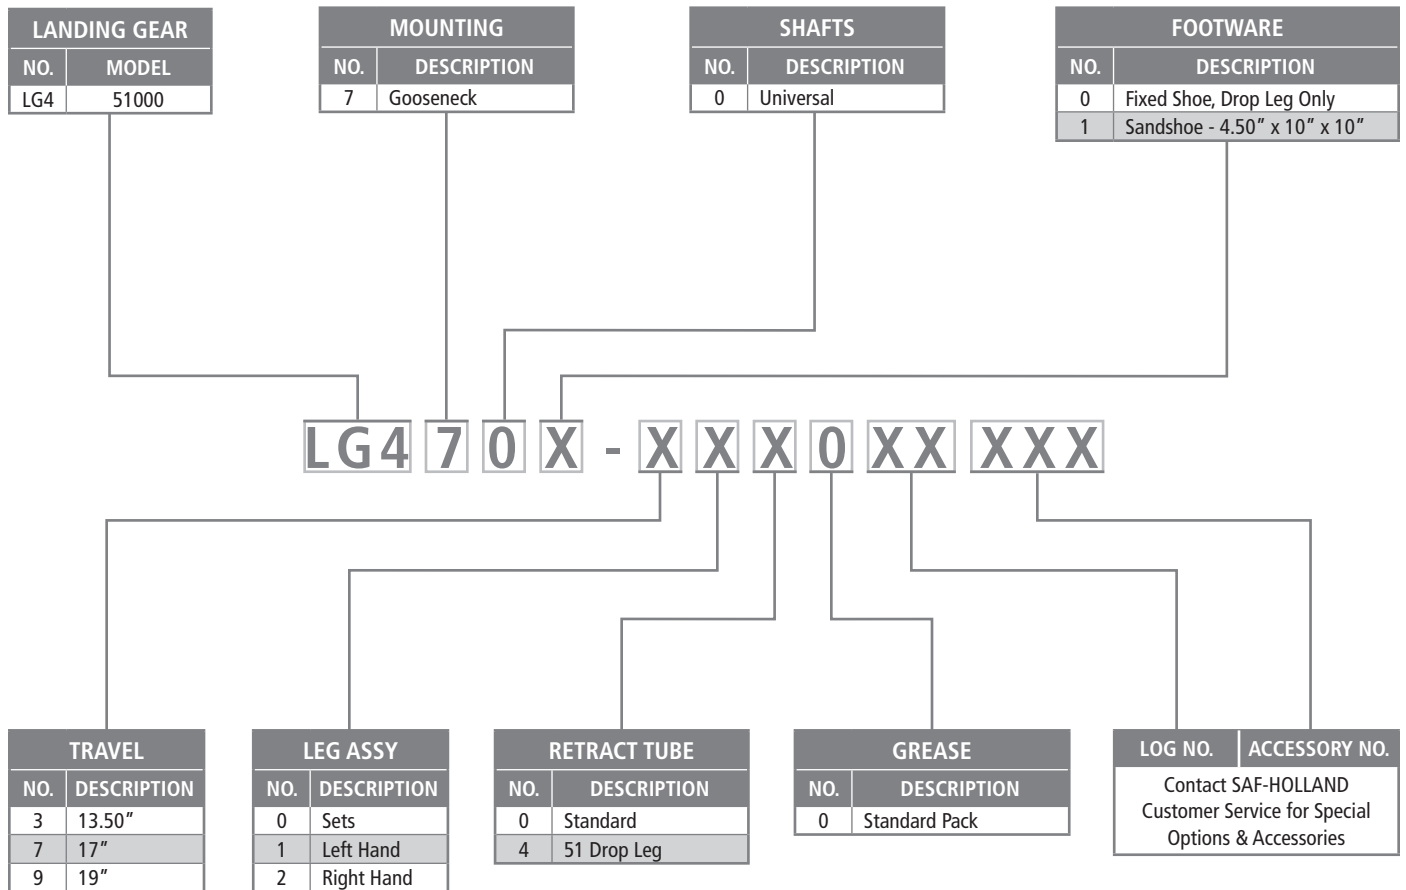 LANDING GEAR
NO. MODEL
LG4 51000
MOUNTING
NO. DESCRIPTION
7 Gooseneck
SHAFTS
NO. DESCRIPTION
0 Universal
FOOTWARE
NO. DESCRIPTION
0 Fixed Shoe, Drop Leg Only
1 Sandshoe - 4.50” x 10” x 10”
LG4 7 0 X - X X X 0 XX XXX
TRAVEL
NO. DESCRIPTION
3 13.50”
7 17”
9 19”
LEG ASSY
NO. DESCRIPTION
0 Sets
1 Left Hand
2 Right Hand
RETRACT TUBE
NO. DESCRIPTION
0 Standard
4 51 Drop Leg
GREASE
NO. DESCRIPTION
0 Standard Pack
LOG NO. ACCESSORY NO.
Contact SAF-HOLLAND
Customer Service for Special
Options & Accessories